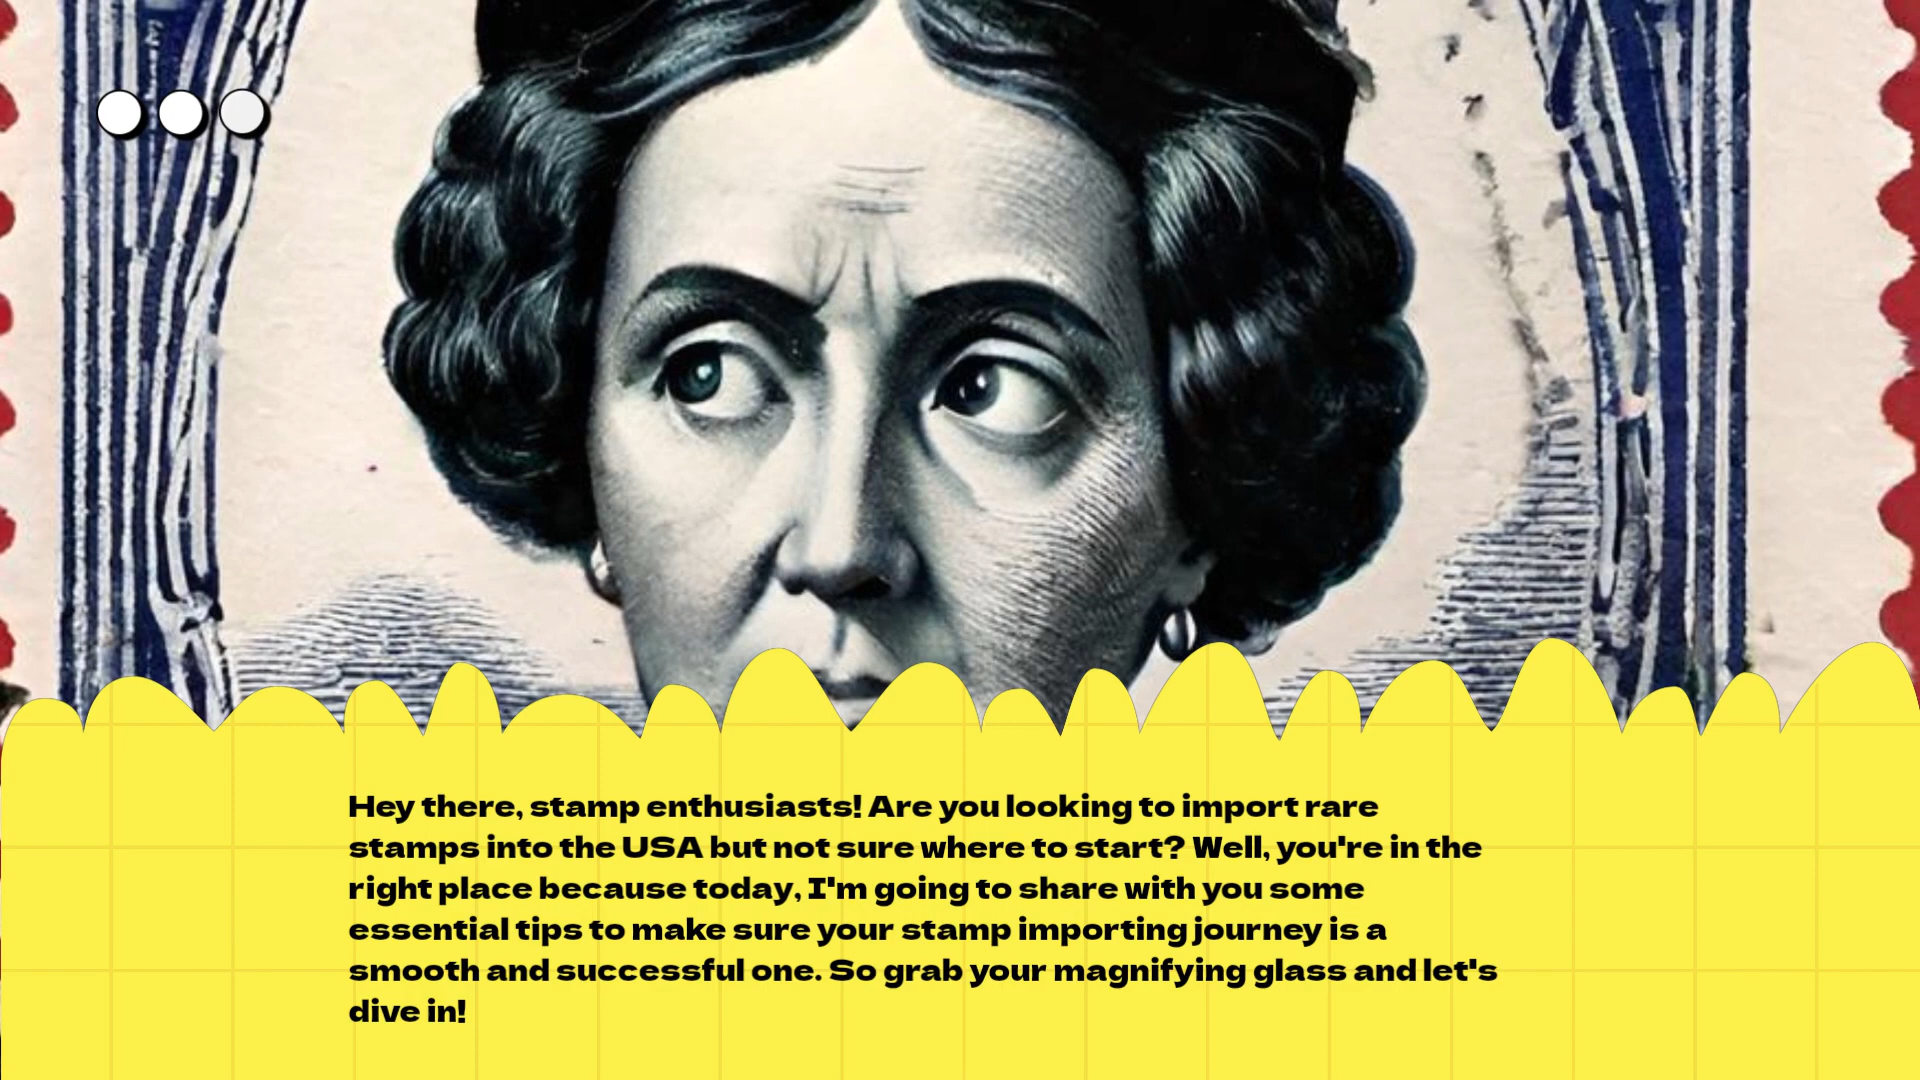 Hey there, stamp enthusiasts! Are you looking to import rare
stamps into the USA but not sure where to start? Well, you're in the
right place because today, I'm going to share with you some
essential tips to make sure your stamp importing journey is a
smooth and successful one. So grab your magnifying glass and let's
dive in!